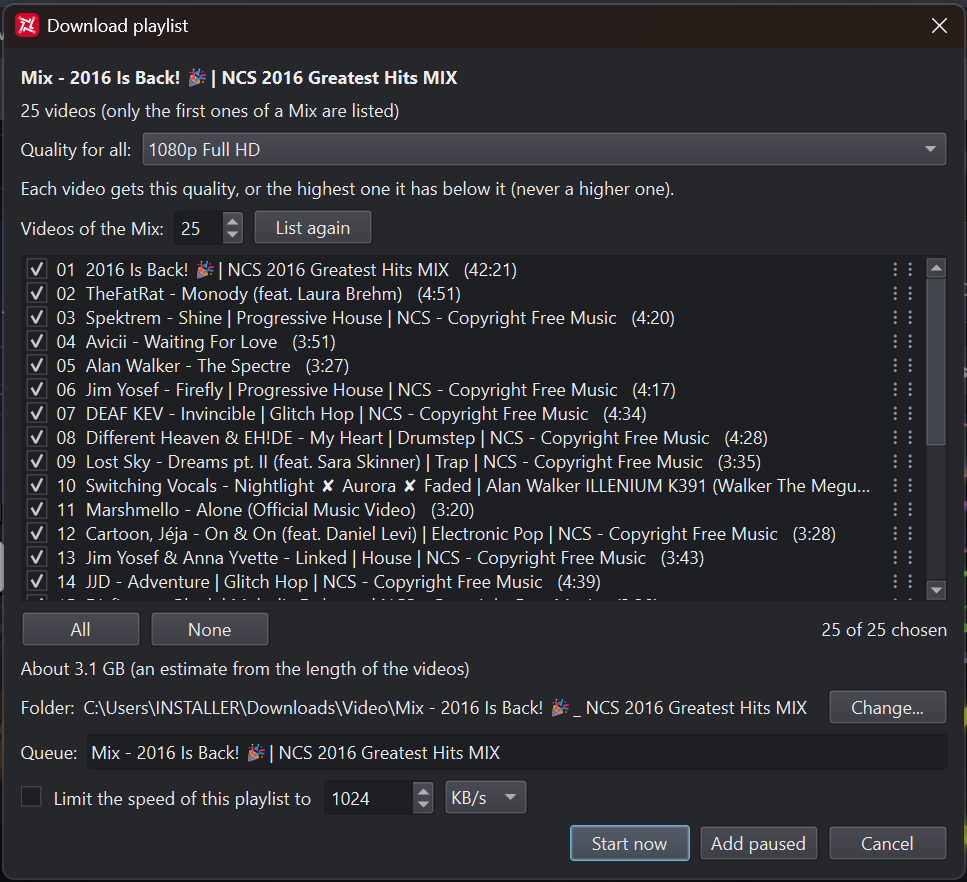 Download playlist
Mix - 2016 Is Back! 🎉 | NCS 2016 Greatest Hits MIX
25 videos (only the first ones of a Mix are listed)
Quality for all: 1080p Full HD
Each video gets this quality, or the highest one it has below it (never a higher one).
Videos of the Mix: 25 List again
01 2016 Is Back! 🎉 | NCS 2016 Greatest Hits MIX (42:21)
02 TheFatRat - Monody (feat. Laura Brehm) (4:51)
03 Spektrem - Shine | Progressive House | NCS - Copyright Free Music (4:20)
04 Avicii - Waiting For Love (3:51)
05 Alan Walker - The Spectre (3:27)
06 Jim Yosef - Firefly | Progressive House | NCS - Copyright Free Music (4:17)
07 DEAF KEV - Invincible | Glitch Hop | NCS - Copyright Free Music (4:34)
08 Different Heaven & EH!DE - My Heart | Drumstep | NCS - Copyright Free Music (4:28)
09 Lost Sky - Dreams pt. II (feat. Sara Skinner) | Trap | NCS - Copyright Free Music (3:35)
10 Switching Vocals - Nightlight ✘ Aurora ✘ Faded | Alan Walker ILLENIUM K391 (Walker The Megu...
11 Marshmello - Alone (Official Music Video) (3:20)
12 Cartoon, Jéja - On & On (feat. Daniel Levi) | Electronic Pop | NCS - Copyright Free Music (3:28)
13 Jim Yosef & Anna Yvette - Linked | House | NCS - Copyright Free Music (3:43)
14 JJD - Adventure | Glitch Hop | NCS - Copyright Free Music (4:39)
All None 25 of 25 chosen
About 3.1 GB (an estimate from the length of the videos)
Folder: C:\Users\INSTALLER\Downloads\Video\Mix - 2016 Is Back! 🎉 _ NCS 2016 Greatest Hits MIX Change...
Queue: Mix - 2016 Is Back! 🎉 | NCS 2016 Greatest Hits MIX
Limit the speed of this playlist to 1024 KB/s
Start now Add paused Cancel